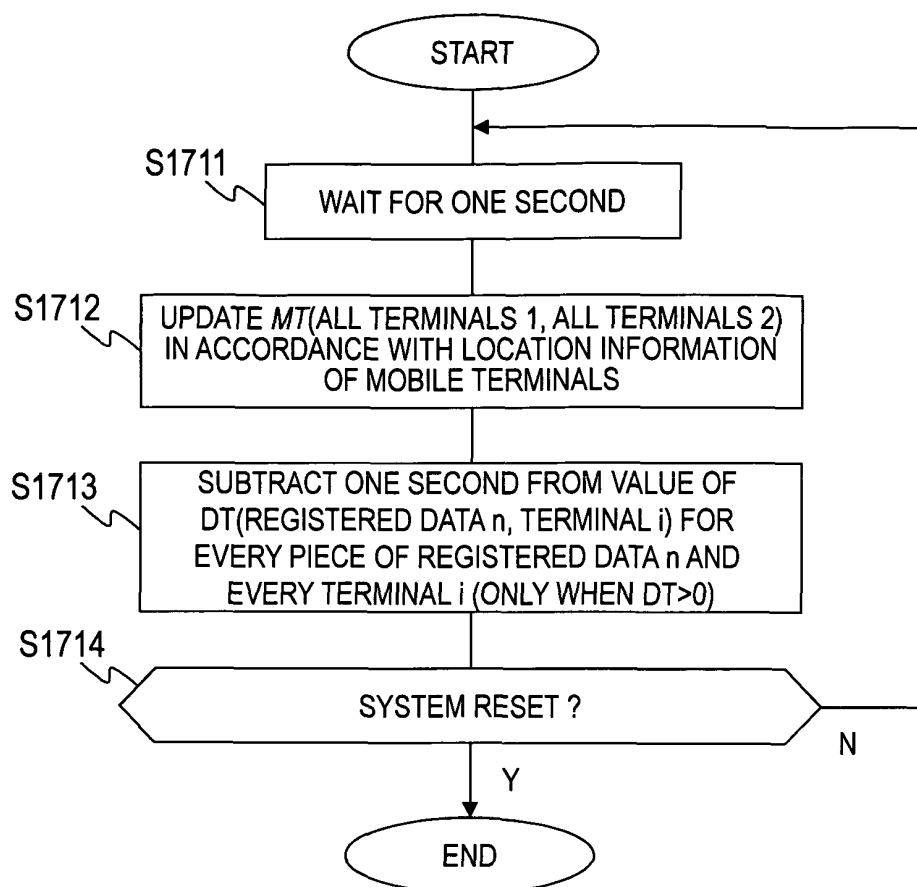 START
S1711
WAIT FOR ONE SECOND
S1712
UPDATE MT(ALL TERMINALS 1, ALL TERMINALS 2)
IN ACCORDANCE WITH LOCATION INFORMATION
OF MOBILE TERMINALS
S1713
SUBTRACT ONE SECOND FROM VALUE OF
DT(REGISTERED DATA n, TERMINAL i) FOR
EVERY PIECE OF REGISTERED DATA n AND
EVERY TERMINAL i (ONLY WHEN DT>0)
S1714
SYSTEM RESET ?
N
Y
END